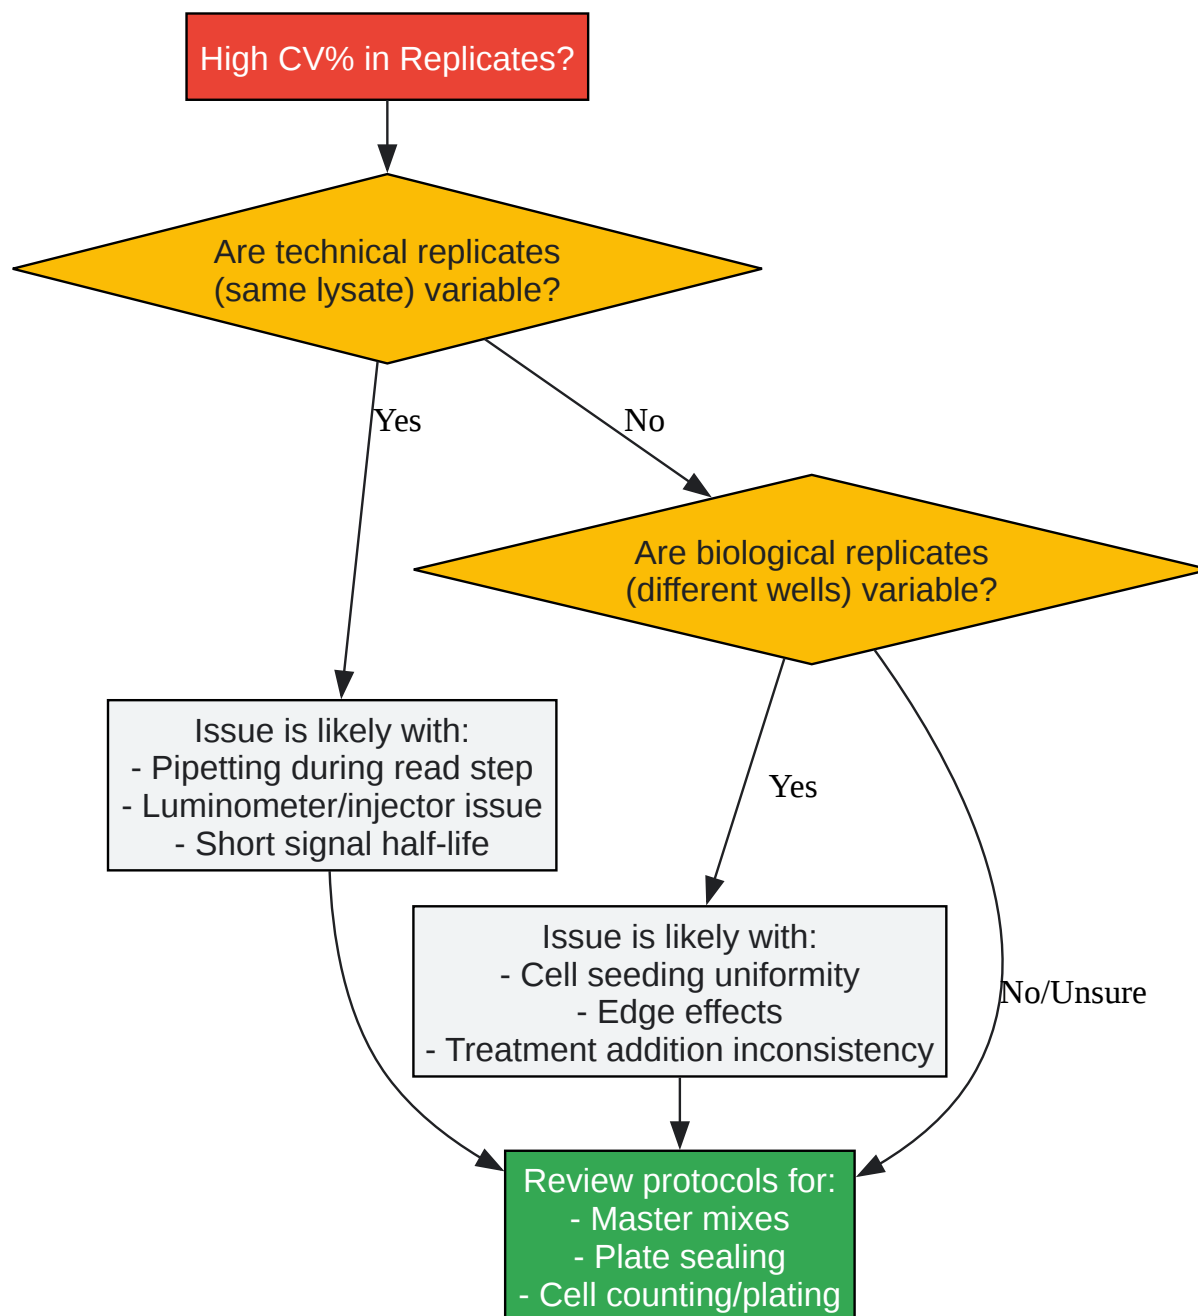 High CV% in Replicates?
Are technical replicates
(same lysate) variable?
Yes
No
Are biological replicates
(different wells) variable?
Issue is likely with:
- Pipetting during read step
- Luminometer/injector issue
- Short signal half-life
Yes
No/Unsure
Issue is likely with:
- Cell seeding uniformity
- Edge effects
- Treatment addition inconsistency
Review protocols for:
- Master mixes
- Plate sealing
- Cell counting/plating